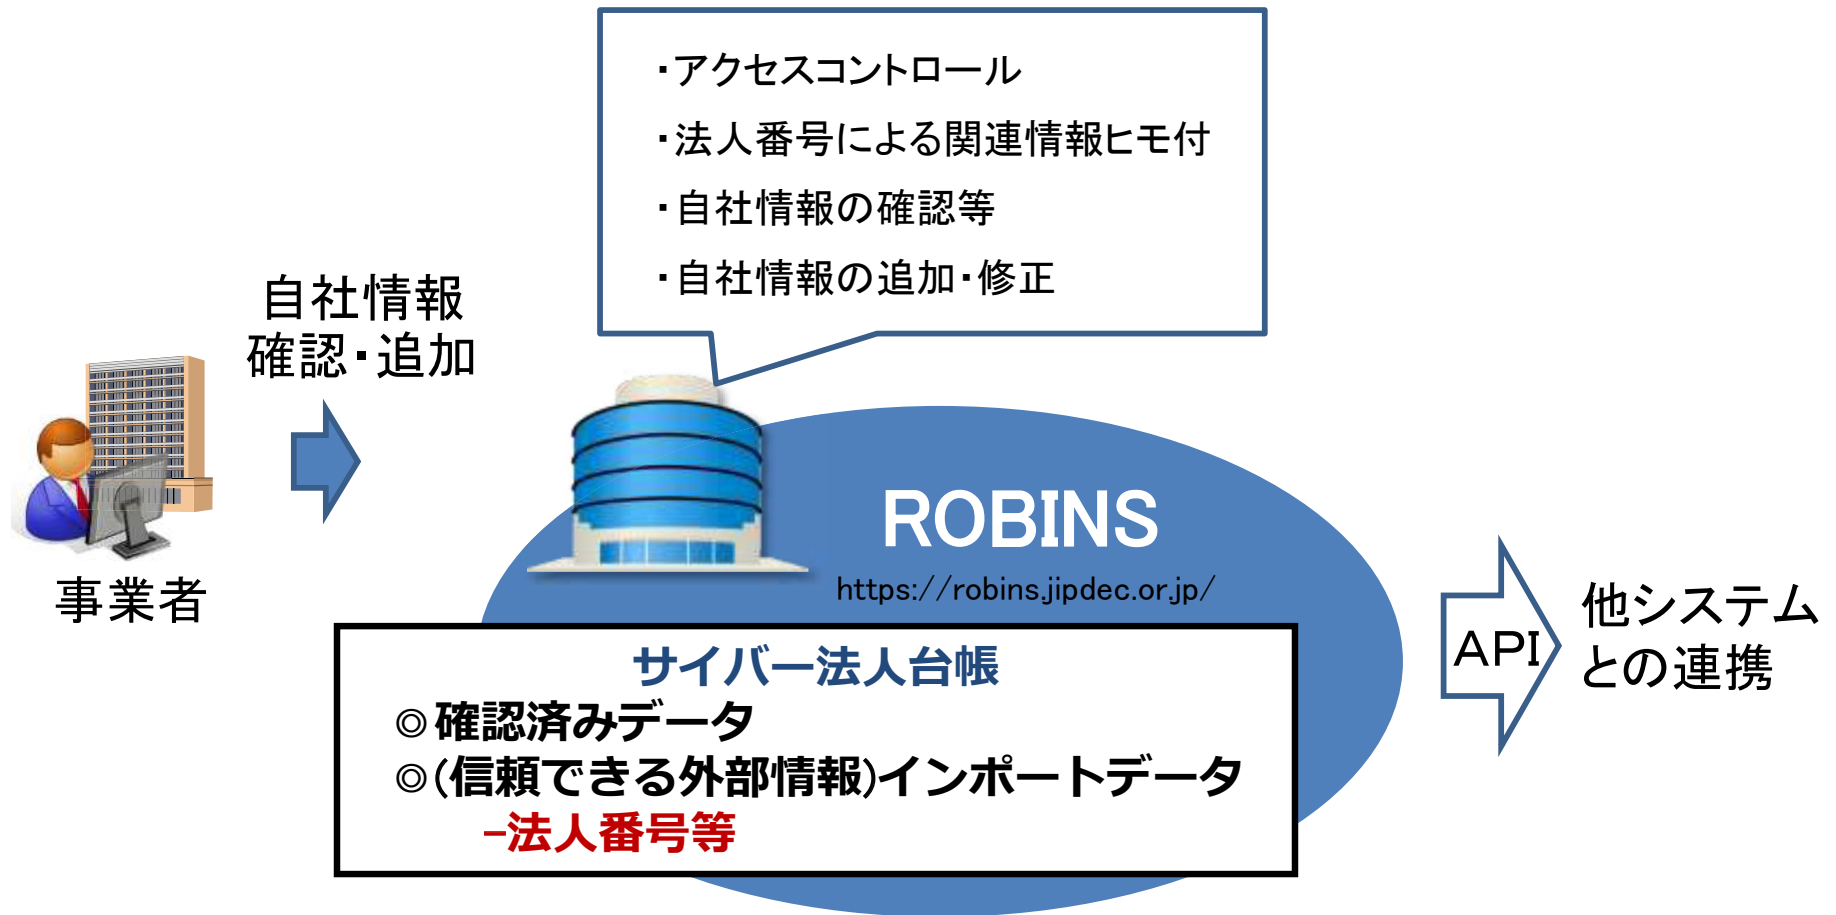 ・アクセスコントロール
・法人番号による関連情報ヒモ付
・自社情報の確認等
・自社情報の追加・修正
自社情報
確認・追加
事業者
ROBINS
https://robins.jipdec.or.jp/
サイバー法人台帳
◎確認済みデータ
◎(信頼できる外部情報)インポートデータ
−法人番号等
API
他システム
との連携